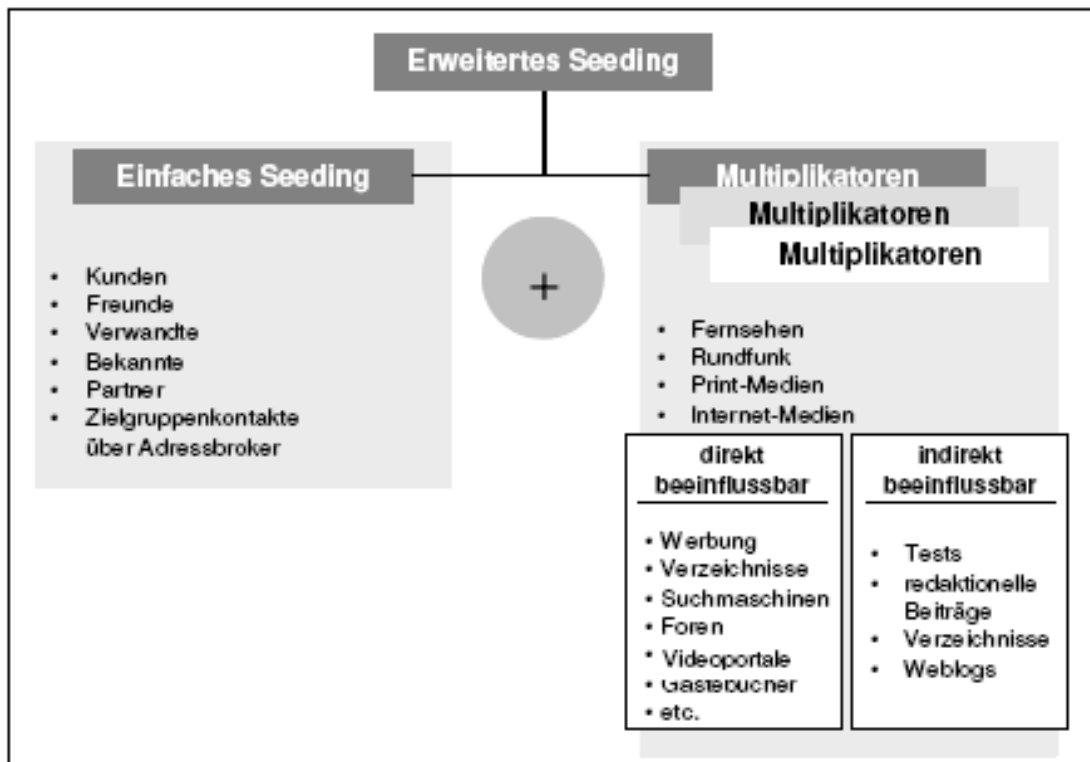 Erweitertes Seeding
Einfaches Seeding
• Kunden
• Freunde
• Verwandte
• Bekannte
• Partner
• Zielgruppenkontakte
über Adressbroker
+
Multiplikatoren
Multiplikatoren
Multiplikatoren
• Fernsehen
• Rundfunk
• Print-Medien
• Internet-Medien
direkt
beeinflussbar
• Werbung
• Verzeichnisse
• Suchmaschinen
• Foren
• Videoportale
• Gästebücher
• etc.
indirekt
beeinflussbar
• Tests
• redaktionelle
Beiträge
• Verzeichnisse
• Weblogs